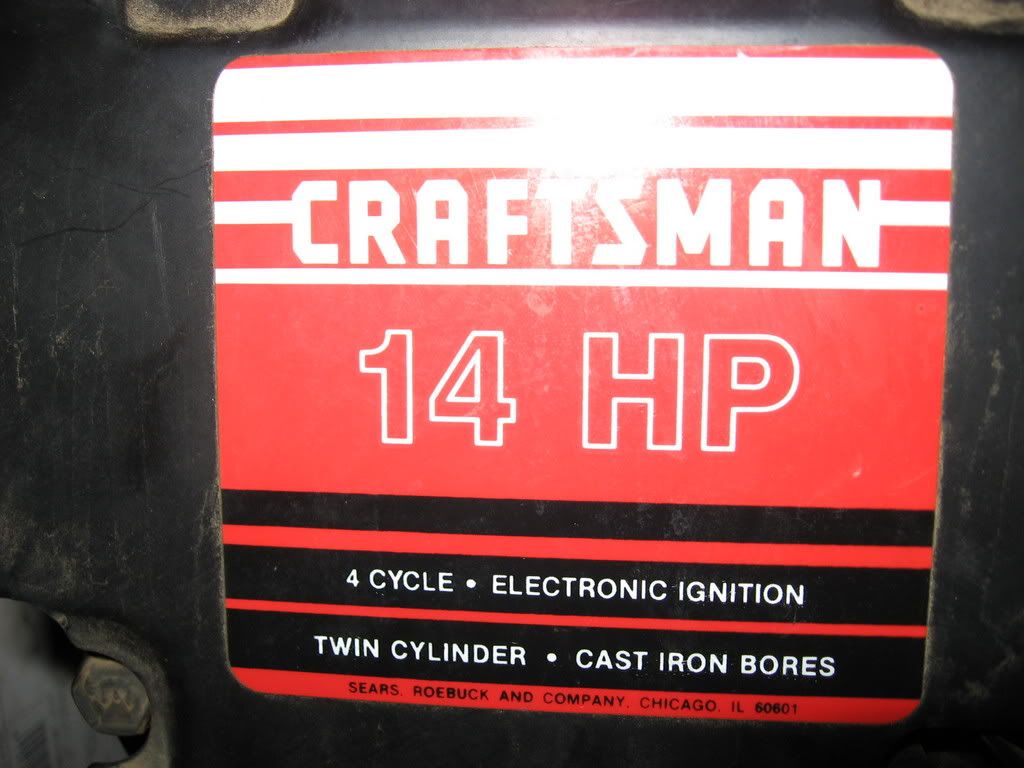 CRAFTSMAN
14 HP
4 CYCLE • ELECTRONIC IGNITION
TWIN CYLINDER • CAST IRON BORES
SEARS, ROEBUCK AND COMPANY, CHICAGO, IL 60601